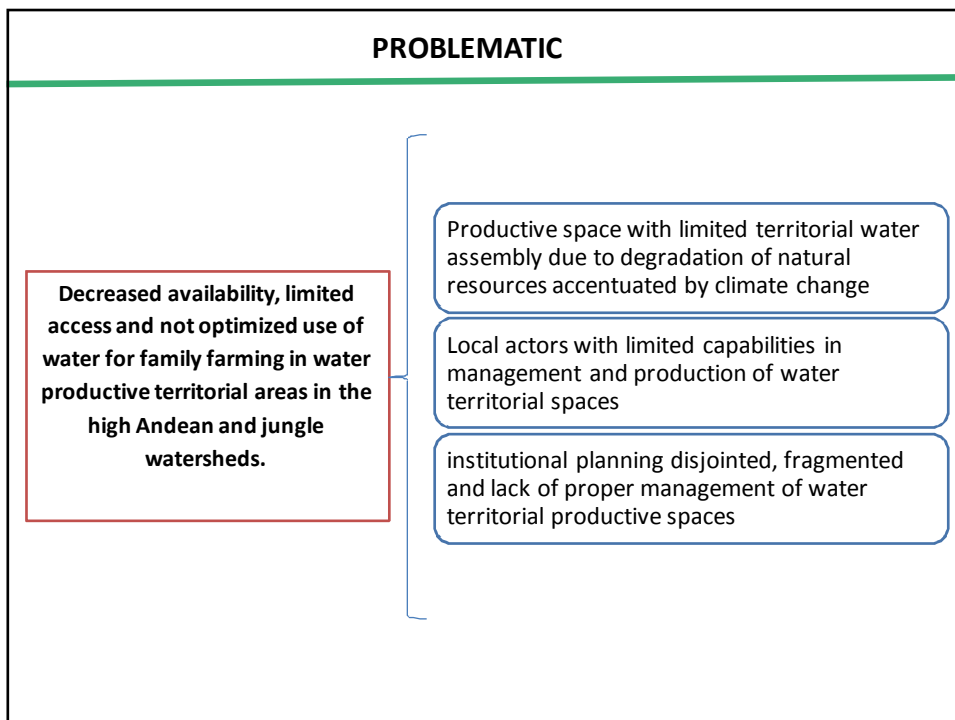 PROBLEMATIC
Decreased availability, limited
access and not optimized use of
water for family farming in water
productive territorial areas in the
high Andean and jungle
watersheds.
Productive space with limited territorial water
assembly due to degradation of natural
resources accentuated by climate change
Local actors with limited capabilities in
management and production of water
territorial spaces
institutional planning disjointed, fragmented
and lack of proper management of water
territorial productive spaces